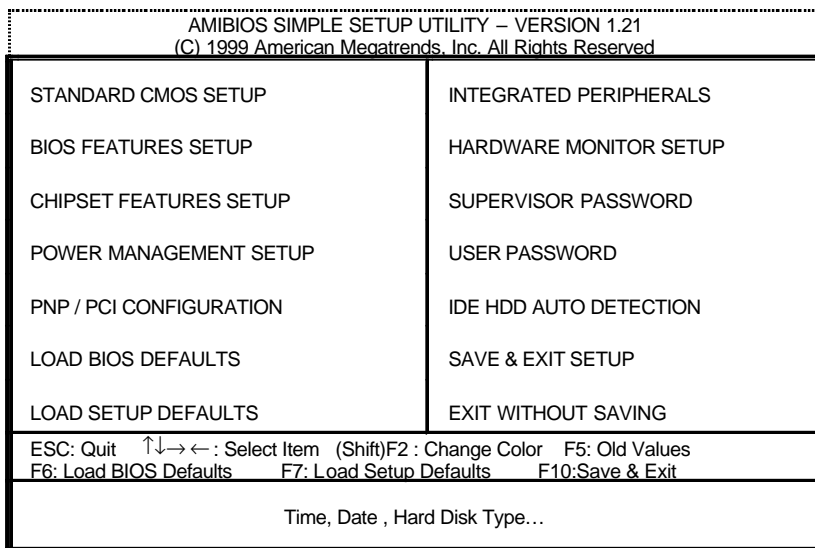 AMIBIOS SIMPLE SETUP UTILITY – VERSION 1.21
(C) 1999 American Megatrends, Inc. All Rights Reserved
STANDARD CMOS SETUP
BIOS FEATURES SETUP
CHIPSET FEATURES SETUP
POWER MANAGEMENT SETUP
PNP / PCI CONFIGURATION
LOAD BIOS DEFAULTS
LOAD SETUP DEFAULTS
INTEGRATED PERIPHERALS
HARDWARE MONITOR SETUP
SUPERVISOR PASSWORD
USER PASSWORD
IDE HDD AUTO DETECTION
SAVE & EXIT SETUP
EXIT WITHOUT SAVING
ESC: Quit ↑↓→← : Select Item (Shift)F2 : Change Color F5: Old Values
F6: Load BIOS Defaults F7: Load Setup Defaults F10:Save & Exit
Time, Date , Hard Disk Type…